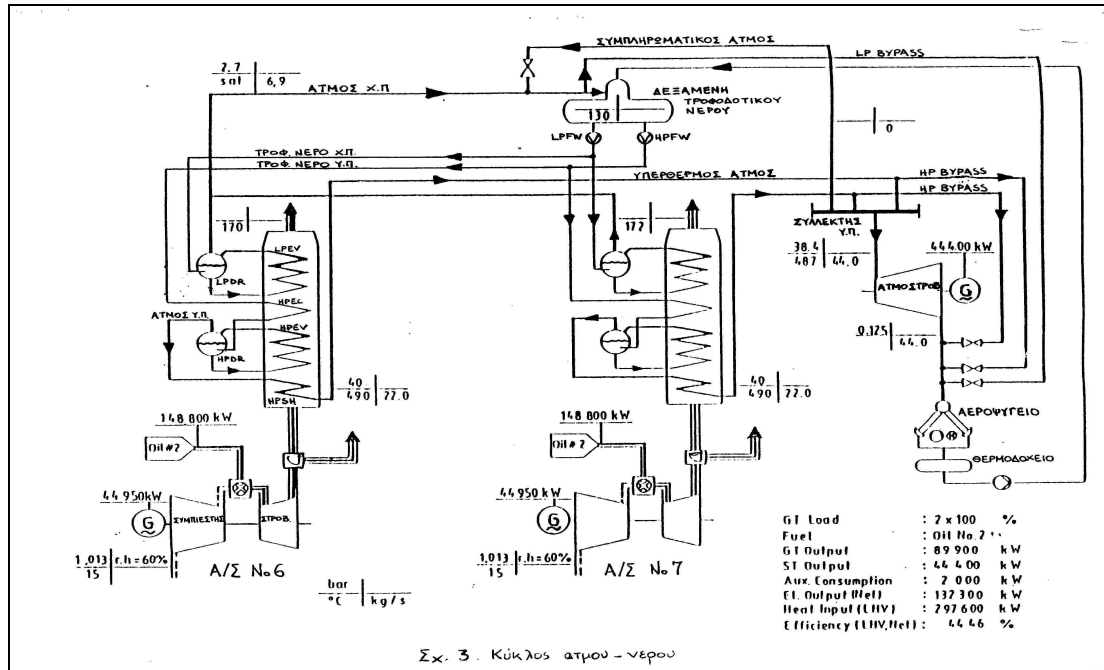 ΣΥΜΠΛΗΡΩΜΑΤΙΚΟΣ ΑΤΜΟΣ
LP BYPASS
2,7
sat
6,9
ΑΤΜΟΣ Χ.Π
ΔΕΞΑΜΕΝΗ
ΤΡΟΦΟΔΟΤΙΚΟΥ
ΝΕΡΟΥ
130
0
LPFW
HPFW
ΤΡΟΦ. ΝΕΡΟ Χ.Π.
ΤΡΟΦ. ΝΕΡΟ Υ.Π.
ΥΠΕΡΘΕΡΜΟΣ ΑΤΜΟΣ
HP BYPASS
HP BYPASS
170
172
ΣΥΛΛΕΚΤΗΣ
Υ.Π.
LPEV
LPDR
HPEC
ΑΤΜΟΣ Υ.Π.
HPEV
HPDR
HPSH
38.4
487
44.0
44400 kW
ΑΤΜΟΣΤΡΟΒ.
G
0.125
44.0
40
490
22.0
40
490
22.0
ΑΕΡΟΨΥΓΕΙΟ
ΘΕΡΜΟΔΟΧΕΙΟ
148 800 kW
Oil # 2
148 800 kW
Oil # 2
44 950 kW
G
ΣΥΜΠΙΕΣΤΗΣ
ΣΤΡΟΒ.
44 950 kW
G
1,013
15
r.h = 60%
Α/Σ Νο 6
1,013
15
r.h = 60%
Α/Σ Νο 7
bar
°C
kg/s
GT Load : 2 x 100 %
Fuel : Oil No.2
GT Output : 89 900 kW
ST Output : 44 400 kW
Aux. Consumption : 2 000 kW
El. Output (Net) : 132 300 kW
Heat Input (LHV) : 297 600 kW
Efficiency (LHV, Net) : 44.46 %
Σχ. 3. Κύκλος ατμου - νερου